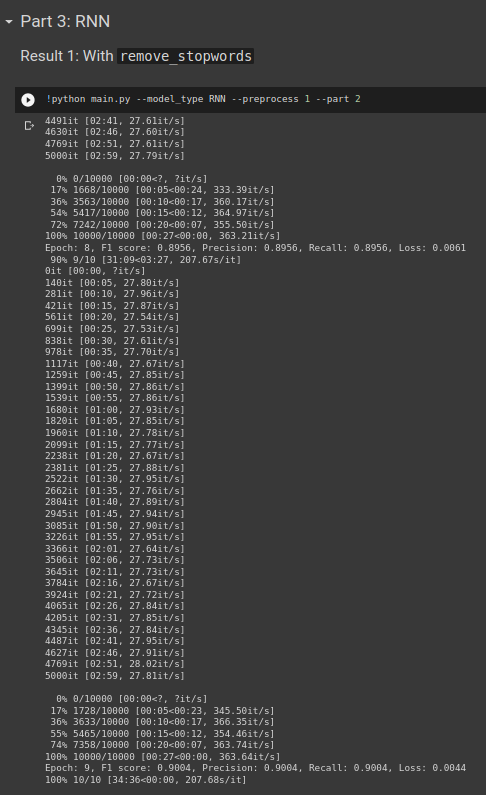 Part 3: RNN
Result 1: With remove_stopwords
!python main.py --model_type RNN --preprocess 1 --part 2
4491it [02:41, 27.61it/s]
4630it [02:46, 27.60it/s]
4769it [02:51, 27.61it/s]
5000it [02:59, 27.79it/s]
0% 0/10000 [00:00<?, ?it/s]
17% 1668/10000 [00:05<00:24, 333.39it/s]
36% 3563/10000 [00:10<00:17, 360.17it/s]
54% 5417/10000 [00:15<00:12, 364.97it/s]
72% 7242/10000 [00:20<00:07, 355.50it/s]
100% 10000/10000 [00:27<00:00, 363.21it/s]
Epoch: 8, F1 score: 0.8956, Precision: 0.8956, Recall: 0.8956, Loss: 0.0061
90% 9/10 [31:09<03:27, 207.67s/it]
0it [00:00, ?it/s]
140it [00:05, 27.80it/s]
281it [00:10, 27.96it/s]
421it [00:15, 27.87it/s]
561it [00:20, 27.54it/s]
699it [00:25, 27.53it/s]
838it [00:30, 27.61it/s]
978it [00:35, 27.70it/s]
1117it [00:40, 27.67it/s]
1259it [00:45, 27.85it/s]
1399it [00:50, 27.86it/s]
1539it [00:55, 27.86it/s]
1680it [01:00, 27.93it/s]
1820it [01:05, 27.85it/s]
1960it [01:10, 27.78it/s]
2099it [01:15, 27.77it/s]
2238it [01:20, 27.67it/s]
2381it [01:25, 27.88it/s]
2522it [01:30, 27.95it/s]
2662it [01:35, 27.76it/s]
2804it [01:40, 27.89it/s]
2945it [01:45, 27.94it/s]
3085it [01:50, 27.90it/s]
3226it [01:55, 27.95it/s]
3366it [02:01, 27.64it/s]
3506it [02:06, 27.73it/s]
3645it [02:11, 27.73it/s]
3784it [02:16, 27.67it/s]
3924it [02:21, 27.72it/s]
4065it [02:26, 27.84it/s]
4205it [02:31, 27.85it/s]
4345it [02:36, 27.84it/s]
4487it [02:41, 27.95it/s]
4627it [02:46, 27.91it/s]
4769it [02:51, 28.02it/s]
5000it [02:59, 27.81it/s]
0% 0/10000 [00:00<?, ?it/s]
17% 1728/10000 [00:05<00:23, 345.50it/s]
36% 3633/10000 [00:10<00:17, 366.35it/s]
55% 5465/10000 [00:15<00:12, 354.46it/s]
74% 7358/10000 [00:20<00:07, 363.74it/s]
100% 10000/10000 [00:27<00:00, 363.64it/s]
Epoch: 9, F1 score: 0.9004, Precision: 0.9004, Recall: 0.9004, Loss: 0.0044
100% 10/10 [34:36<00:00, 207.68s/it]